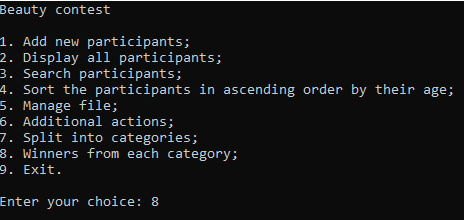 Beauty contest
1. Add new participants;
2. Display all participants;
3. Search participants;
4. Sort the participants in ascending order by their age;
5. Manage file;
6. Additional actions;
7. Split into categories;
8. Winners from each category;
9. Exit.
Enter your choice: 8